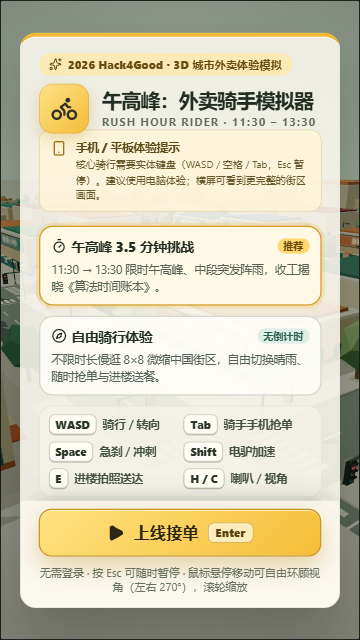 2026 Hack4Good · 3D 城市外卖体验模拟
午高峰：外卖骑手模拟器
RUSH HOUR RIDER · 11:30 – 13:30
手机 / 平板体验提示
核心骑行需要实体键盘（WASD / 空格 / Tab，Esc 暂
停）。建议使用电脑体验；横屏可看到更完整的街区
画面。
午高峰 3.5 分钟挑战
推荐
11:30 → 13:30 限时午高峰、中段突发阵雨，收工揭
晓《算法时间账本》。
自由骑行体验
无倒计时
不限时长慢逛 8×8 微缩中国街区，自由切换晴雨、
随时抢单与进楼送餐。
WASD 骑行 / 转向 Tab 骑手手机抢单
Space 急刹 / 冲刺 Shift 电驴加速
E 进楼拍照送达 H / C 喇叭 / 视角
上线接单 Enter
无需登录 · 按 Esc 可随时暂停 · 鼠标悬停移动可自由环顾视
角（左右 270°），滚轮缩放